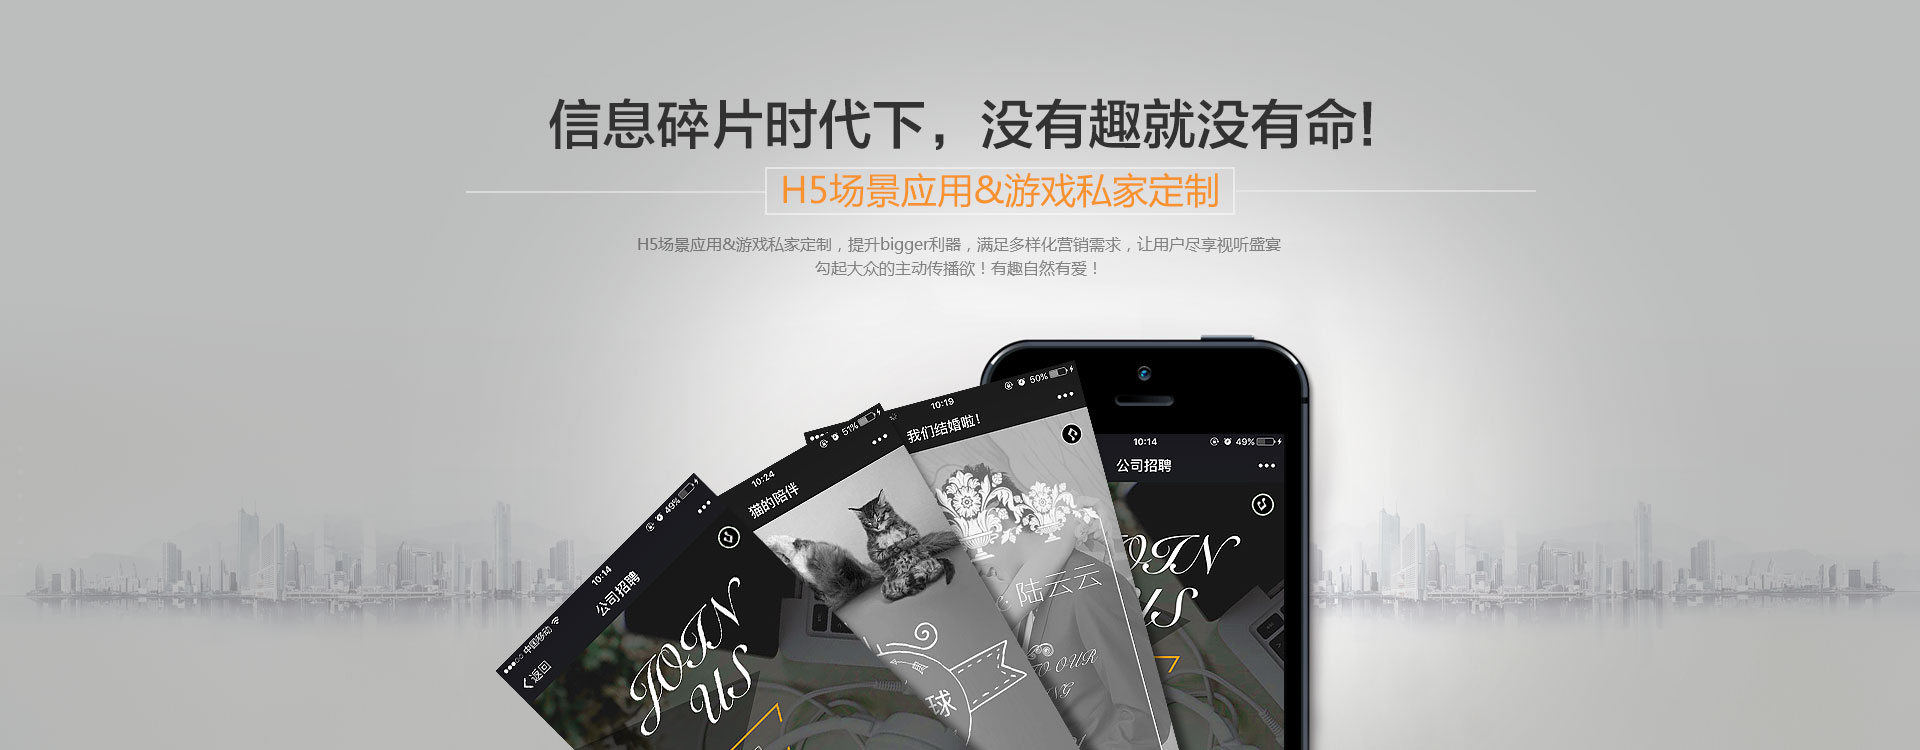 信息碎片时代下，没有趣就没有命!
H5场景应用&游戏私家定制
H5场景应用&游戏私家定制，提升bigger利器，满足多样化营销需求，让用户尽享视听盛宴
勾起大众的主动传播欲！有趣自然有爱！
10:19
50%
我们结婚啦！
陆云云
TO OUR
51%
10:24
猫的陪伴
球
49%
10:14
公司招聘
中国移动
返回
JOIN
US
10:14
49%
公司招聘
JOIN
US